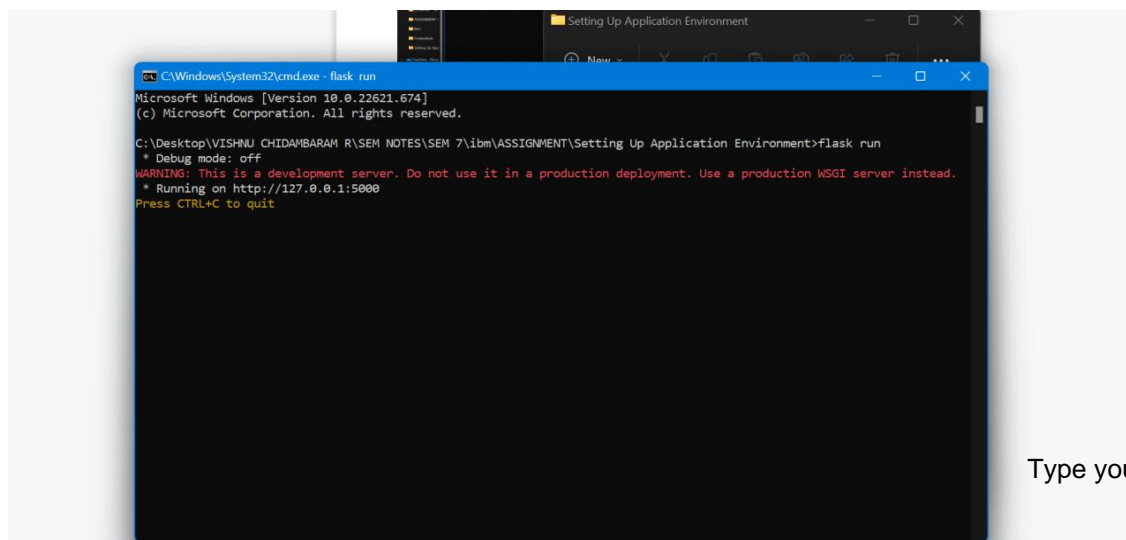 Setting Up Application Environment
New
C:\Windows\System32\cmd.exe - flask run
Microsoft Windows [Version 10.0.22621.674]
(c) Microsoft Corporation. All rights reserved.
C:\Desktop\VISHNU CHIDAMBARAM R\SEM NOTES\SEM 7\ibm\ASSIGNMENT\Setting Up Application Environment>flask run
* Debug mode: off
WARNING: This is a development server. Do not use it in a production deployment. Use a production WSGI server instead.
* Running on http://127.0.0.1:5000
Press CTRL+C to quit
Type you